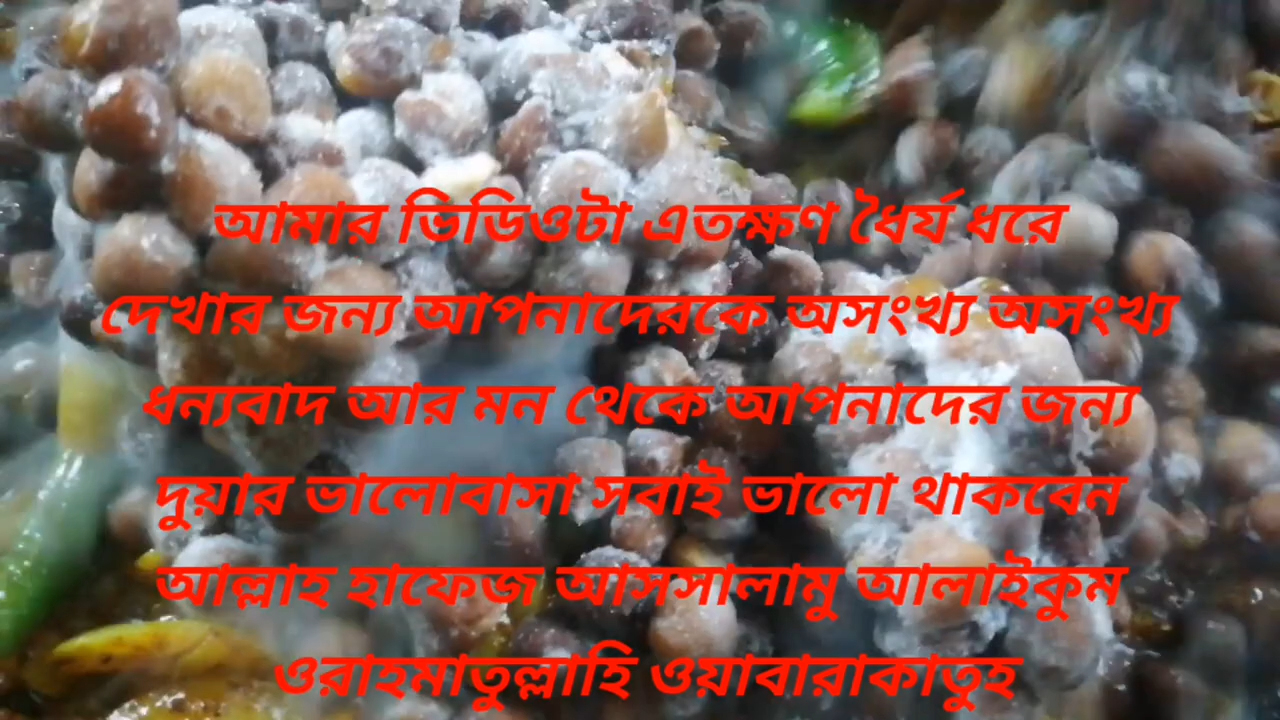 আমার ভিডিওটা এতক্ষণ ধৈর্য ধরে
দেখার জন্য আপনাদেরকে অসংখ্য অসংখ্য
ধন্যবাদ আর মন থেকে আপনাদের জন্য
দুয়ার ভালোবাসা সবাই ভালো থাকবেন
আল্লাহ হাফেজ আসসালামু আলাইকুম
ওরাহমাতুল্লাহি ওয়াবারাকাতুহ